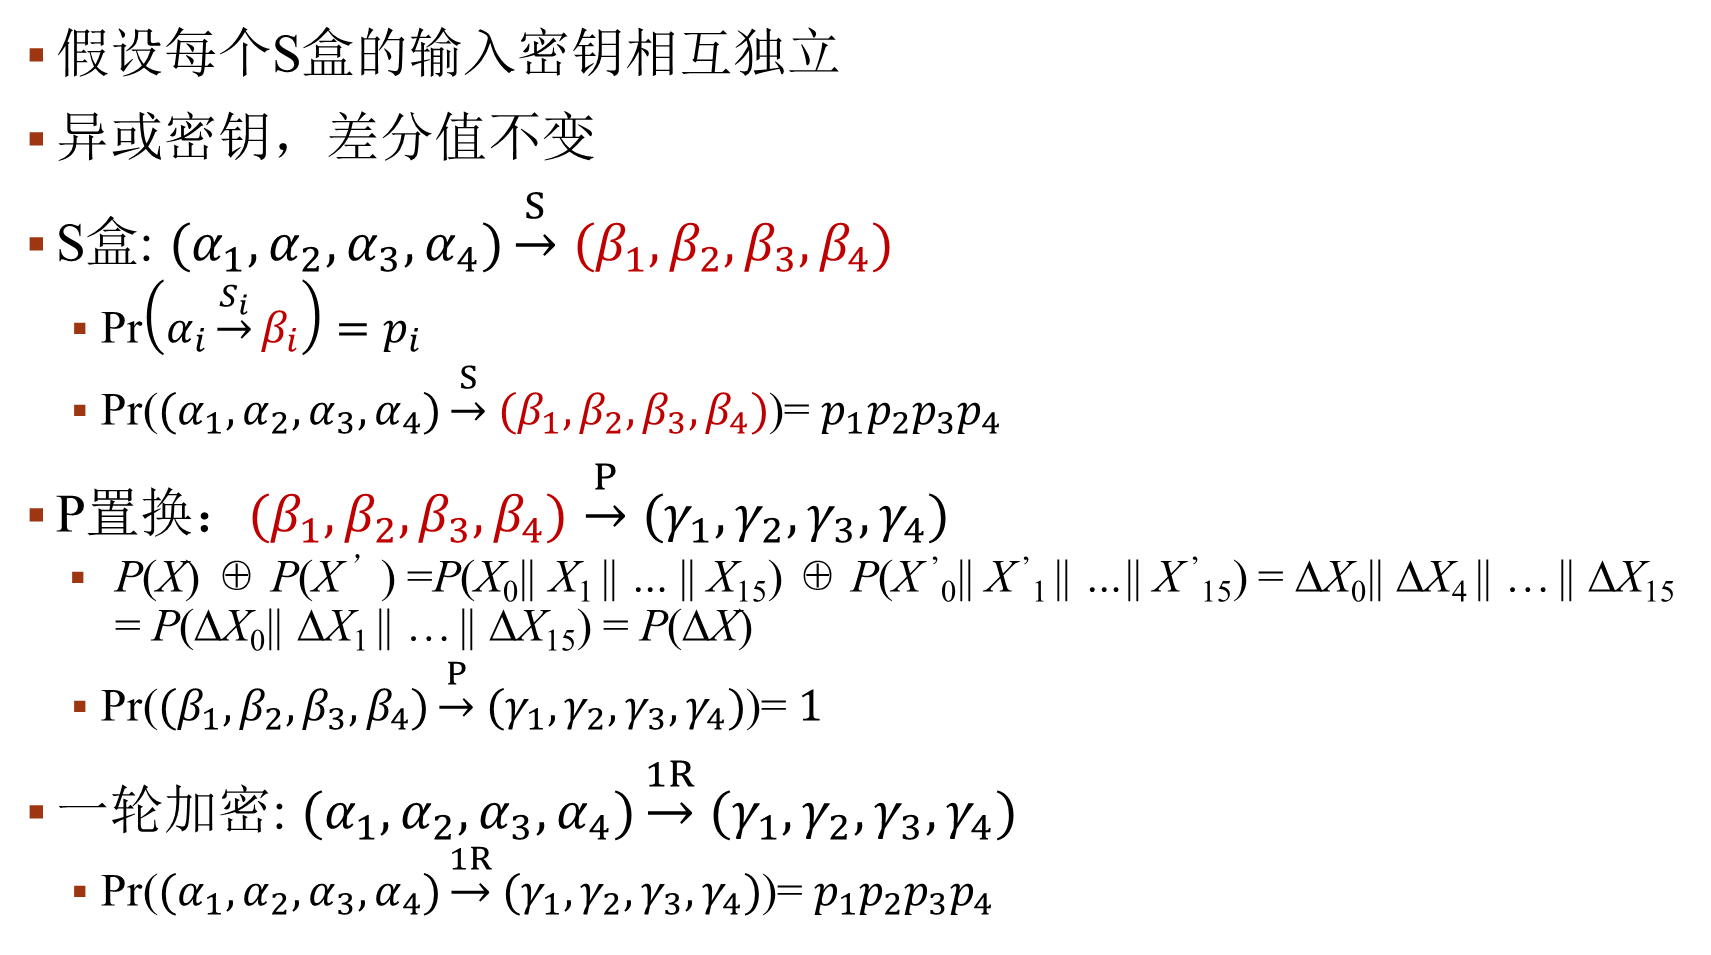 ▪ 假设每个S盒的输入密钥相互独立
▪ 异或密钥，差分值不变
▪ S盒: (α₁, α₂, α₃, α₄) →^S (β₁, β₂, β₃, β₄)
▪ Pr(αᵢ →^{Sᵢ} βᵢ) = pᵢ
▪ Pr((α₁, α₂, α₃, α₄) →^S (β₁, β₂, β₃, β₄))= p₁p₂p₃p₄
▪ P置换：(β₁, β₂, β₃, β₄) →^P (γ₁, γ₂, γ₃, γ₄)
▪ P(X) ⊕ P(X’ ) =P(X₀‖ X₁ ‖ ... ‖ X₁₅) ⊕ P(X’₀‖ X’₁‖ ...‖ X’₁₅) = ΔX₀‖ ΔX₄ ‖ … ‖ ΔX₁₅
= P(ΔX₀‖ ΔX₁ ‖ … ‖ ΔX₁₅) = P(ΔX)
▪ Pr((β₁, β₂, β₃, β₄) →^P (γ₁, γ₂, γ₃, γ₄))= 1
▪ 一轮加密: (α₁, α₂, α₃, α₄) →^{1R} (γ₁, γ₂, γ₃, γ₄)
▪ Pr((α₁, α₂, α₃, α₄) →^{1R} (γ₁, γ₂, γ₃, γ₄))= p₁p₂p₃p₄